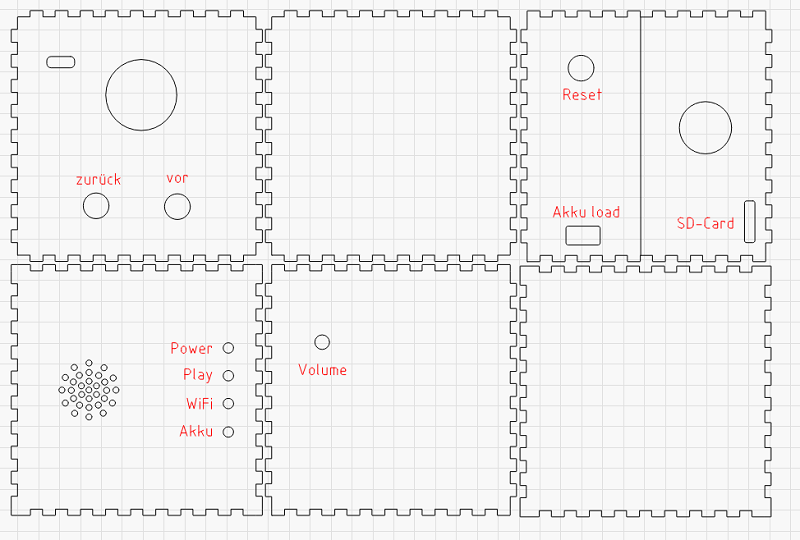 zurück
vor
Reset
Akku load
SD-Card
Power
Play
WiFi
Akku
Volume